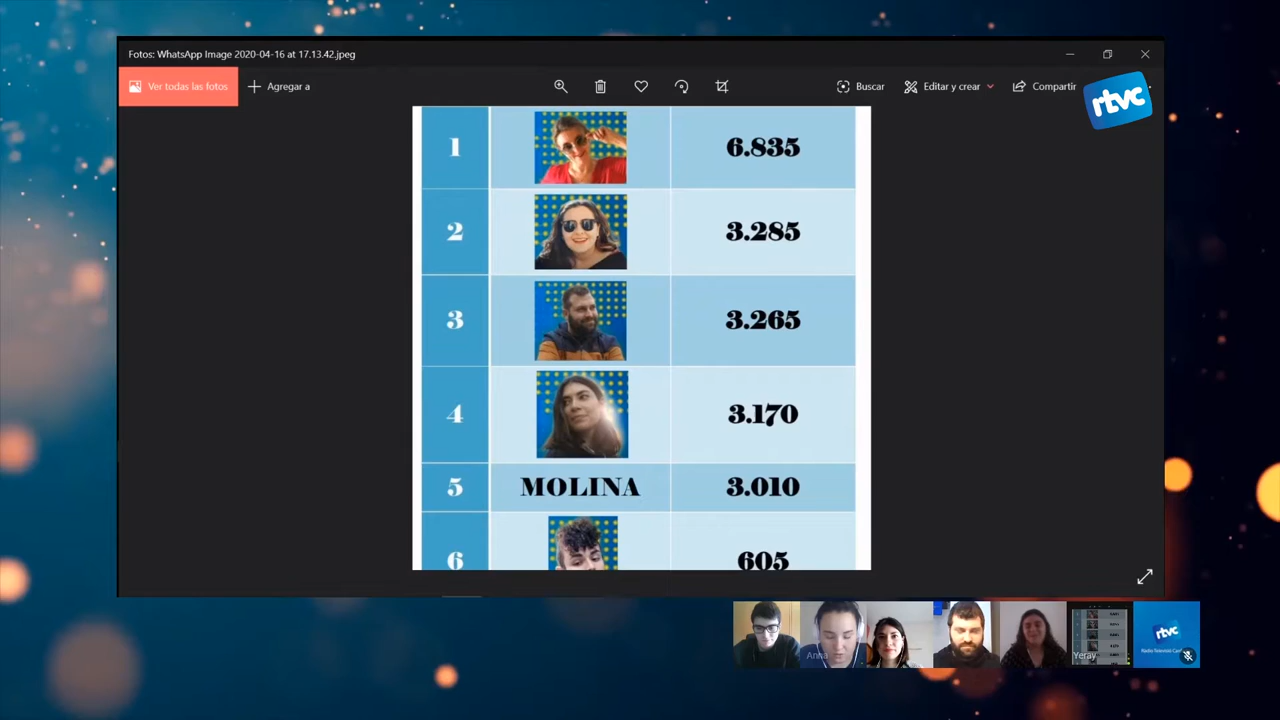 Fotos: WhatsApp Image 2020-04-16 at 17.13.42.jpeg
Ver todas las fotos
Agregar a
Buscar
Editar y crear
Compartir
rtvc
1
6.835
2
3.285
3
3.265
4
3.170
5 MOLINA 3.010
6
605
Anna
Yeray
rtvc